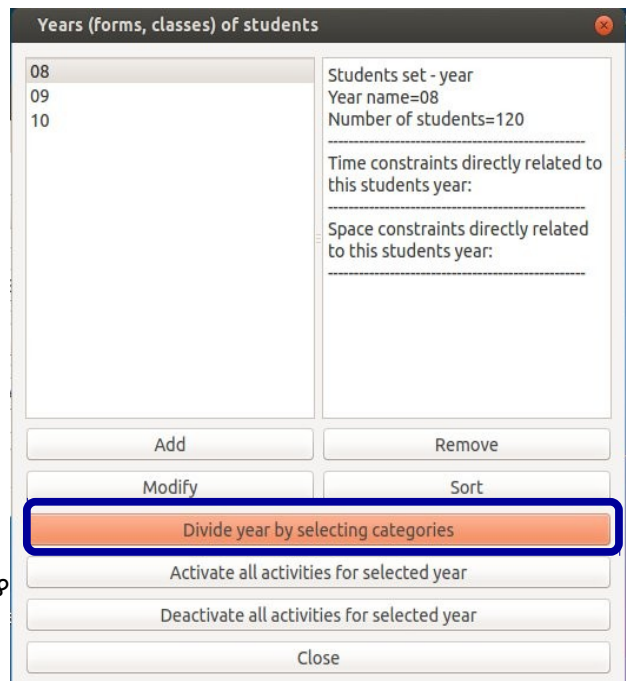 Years (forms, classes) of students
08
09
10
Students set - year
Year name=08
Number of students=120
------------------------------------------------
Time constraints directly related to
this students year:
------------------------------------------------
Space constraints directly related
to this students year:
------------------------------------------------
Add
Remove
Modify
Sort
Divide year by selecting categories
Activate all activities for selected year
Deactivate all activities for selected year
Close